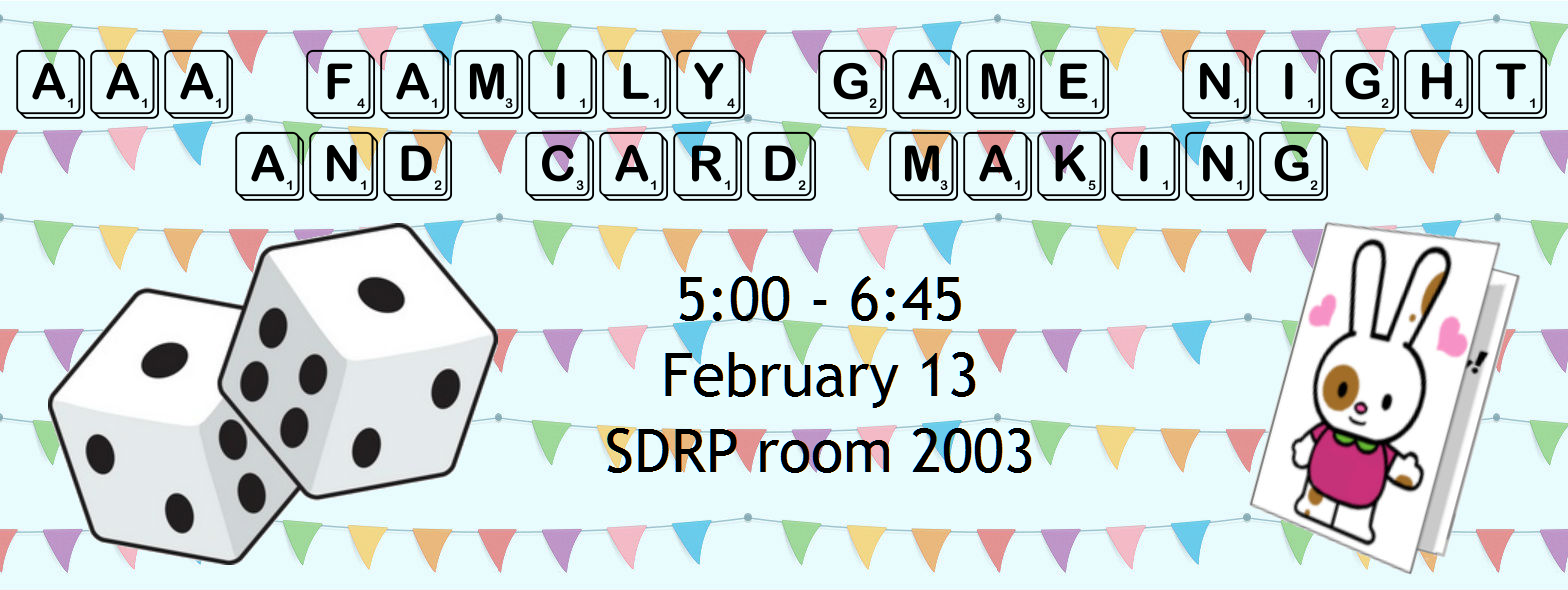 AAA FAMILY GAME NIGHT
AND CARD MAKING
5:00 - 6:45
February 13
SDRP room 2003